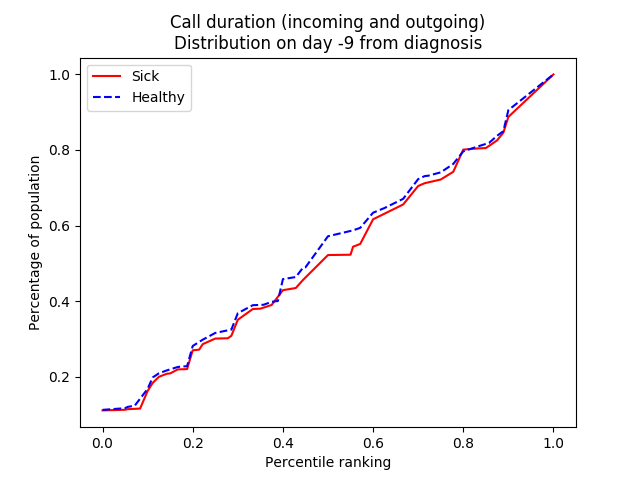 Call duration (incoming and outgoing)
Distribution on day -9 from diagnosis
Sick
Healthy
Percentage of population
1.0
0.8
0.6
0.4
0.2
0.0 0.2 0.4 0.6 0.8 1.0
Percentile ranking